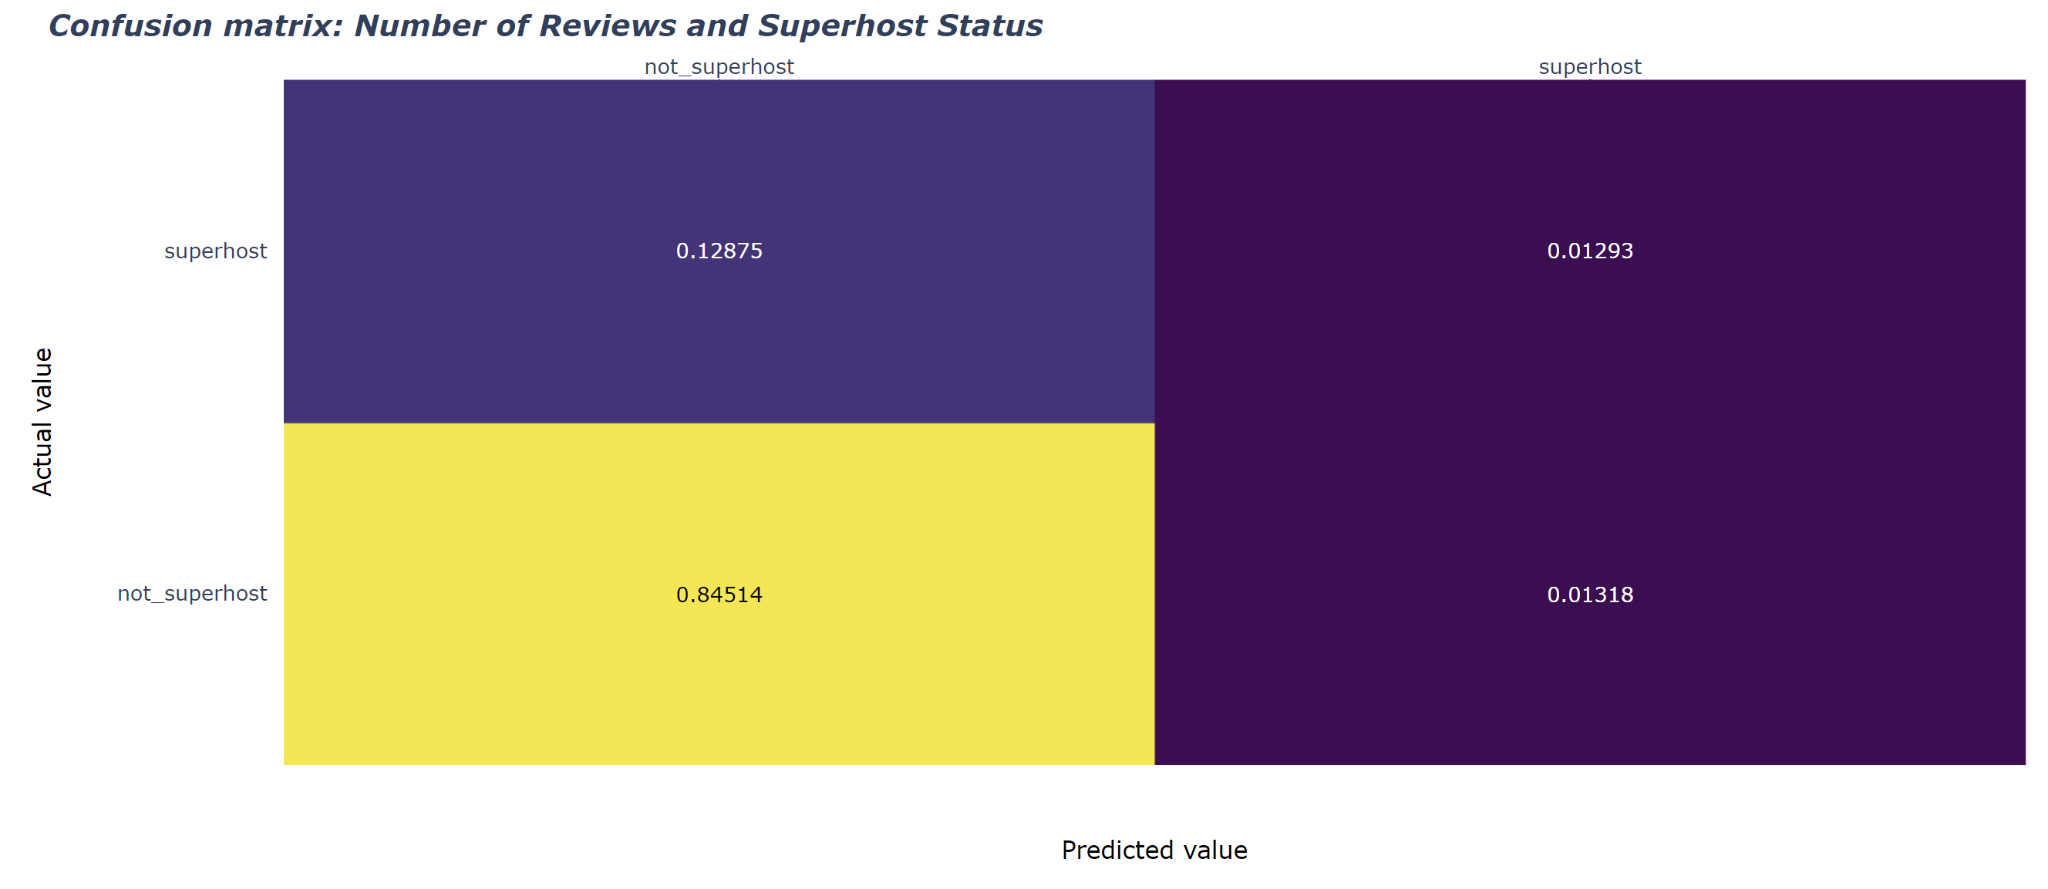 Confusion matrix: Number of Reviews and Superhost Status
not_superhost superhost
superhost 0.12875 0.01293
Actual value
not_superhost 0.84514 0.01318
Predicted value